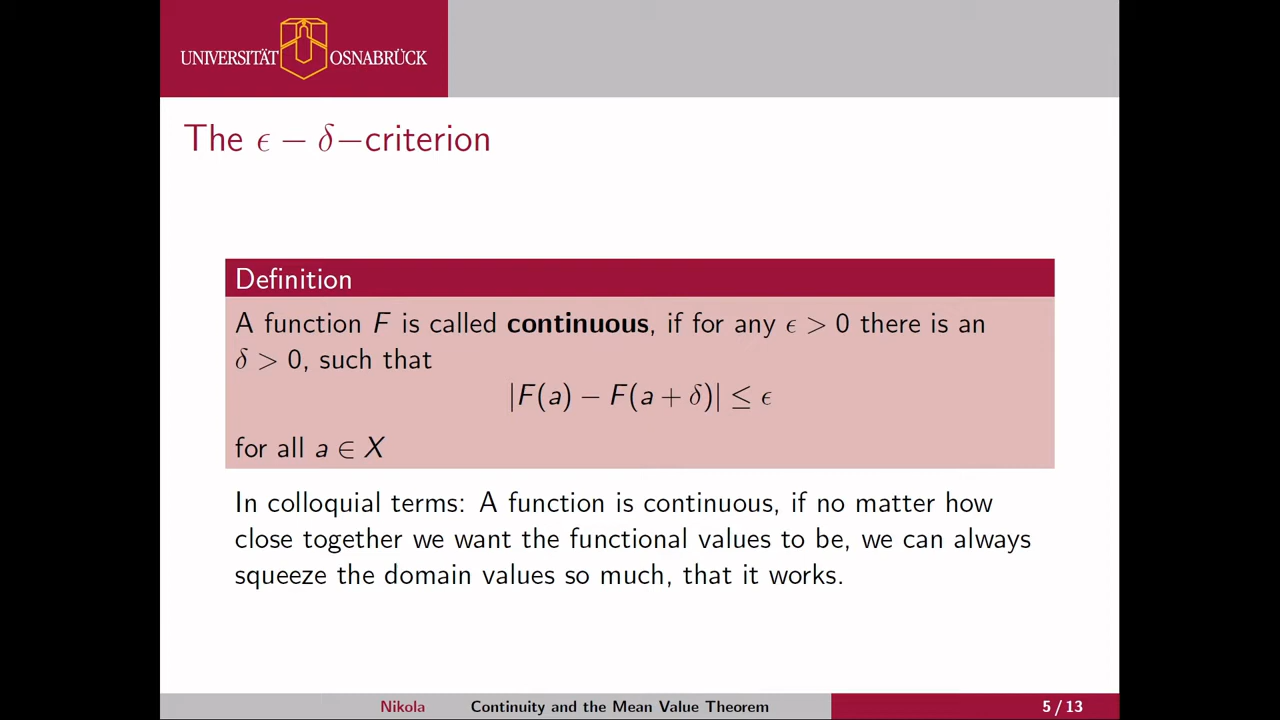 UNIVERSITÄT OSNABRÜCK
The ϵ − δ−criterion
Definition
A function F is called continuous, if for any ϵ > 0 there is an
δ > 0, such that
|F(a) − F(a + δ)| ≤ ϵ
for all a ∈ X
In colloquial terms: A function is continuous, if no matter how
close together we want the functional values to be, we can always
squeeze the domain values so much, that it works.
Nikola Continuity and the Mean Value Theorem 5 / 13